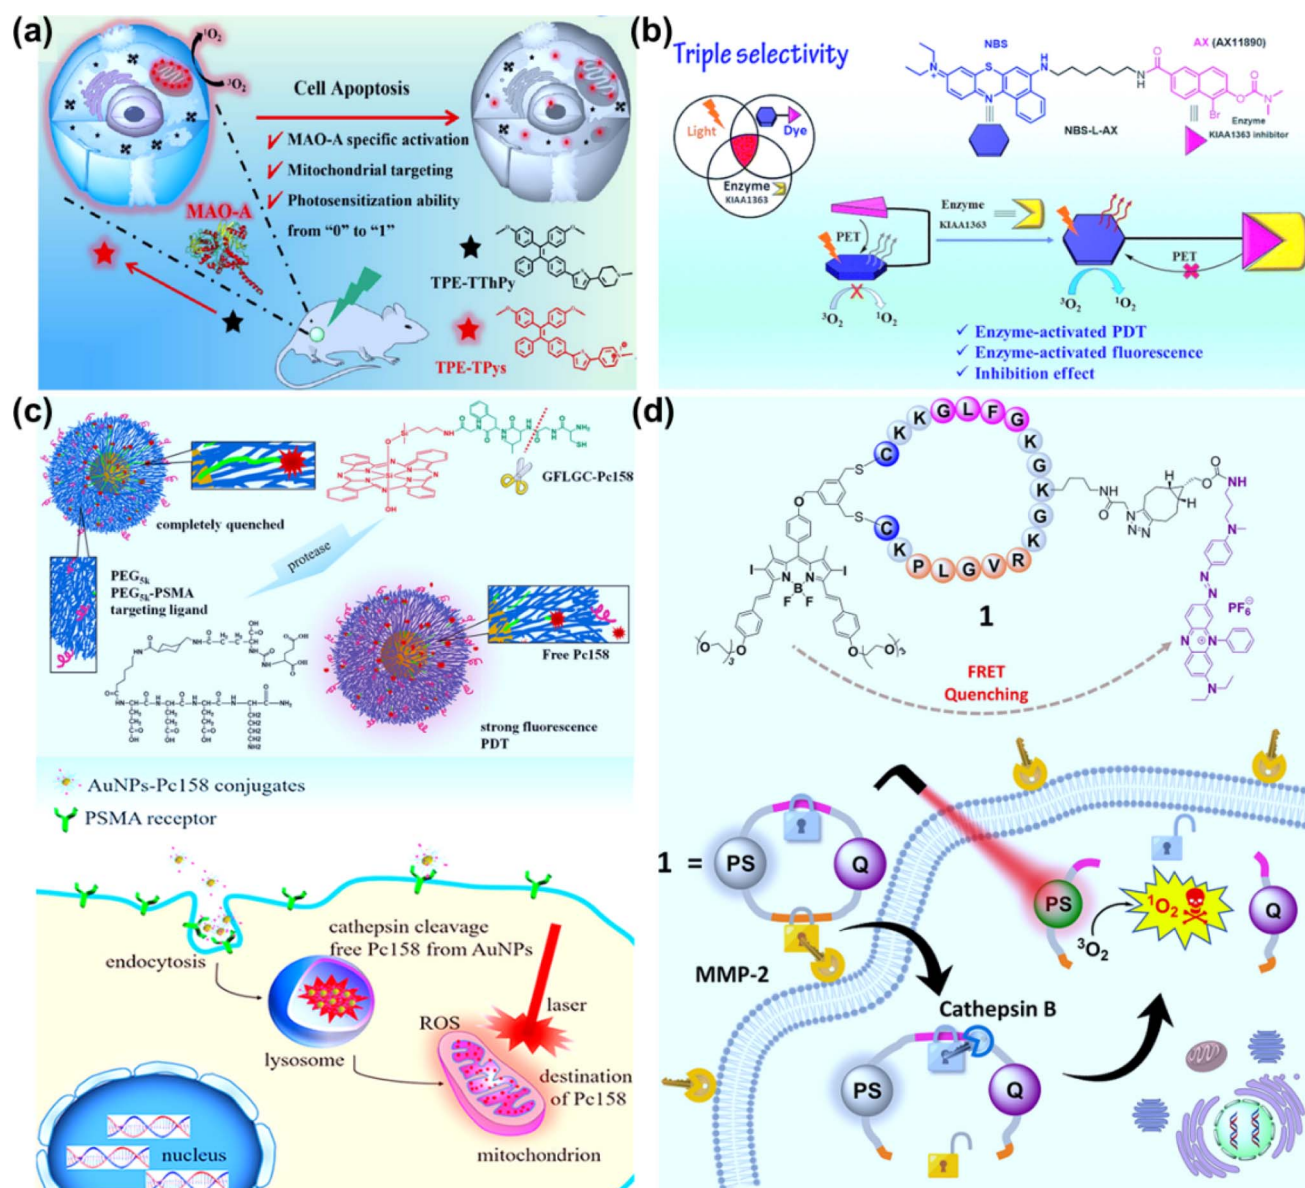 (a)
1O2
3O2
Cell Apoptosis
MAO-A specific activation
Mitochondrial targeting
Photosensitization ability
from “0” to “1”
MAO-A
TPE-TThPy
TPE-TPys
(b)
Triple selectivity
Light
Dye
Enzyme
KIAA1363
NBS
AX (AX11890)
NBS-L-AX
Enzyme
KIAA1363 inhibitor
PET
3O2
1O2
Enzyme
KIAA1363
PET
3O2
1O2
✓ Enzyme-activated PDT
✓ Enzyme-activated fluorescence
✓ Inhibition effect
(c)
completely quenched
GFLGC-Pc158
protease
PEG5k
PEG5k-PSMA
targeting ligand
Free Pc158
strong fluorescence
PDT
AuNPs-Pc158 conjugates
PSMA receptor
endocytosis
cathepsin cleavage
free Pc158 from AuNPs
lysosome
laser
ROS
destination
of Pc158
mitochondrion
nucleus
(d)
C K K G L F G K G K G K
C K P L G V R
PF6⊖
1
FRET
Quenching
1 =
PS
Q
MMP-2
PS
1O2
3O2
Q
Cathepsin B
PS
Q